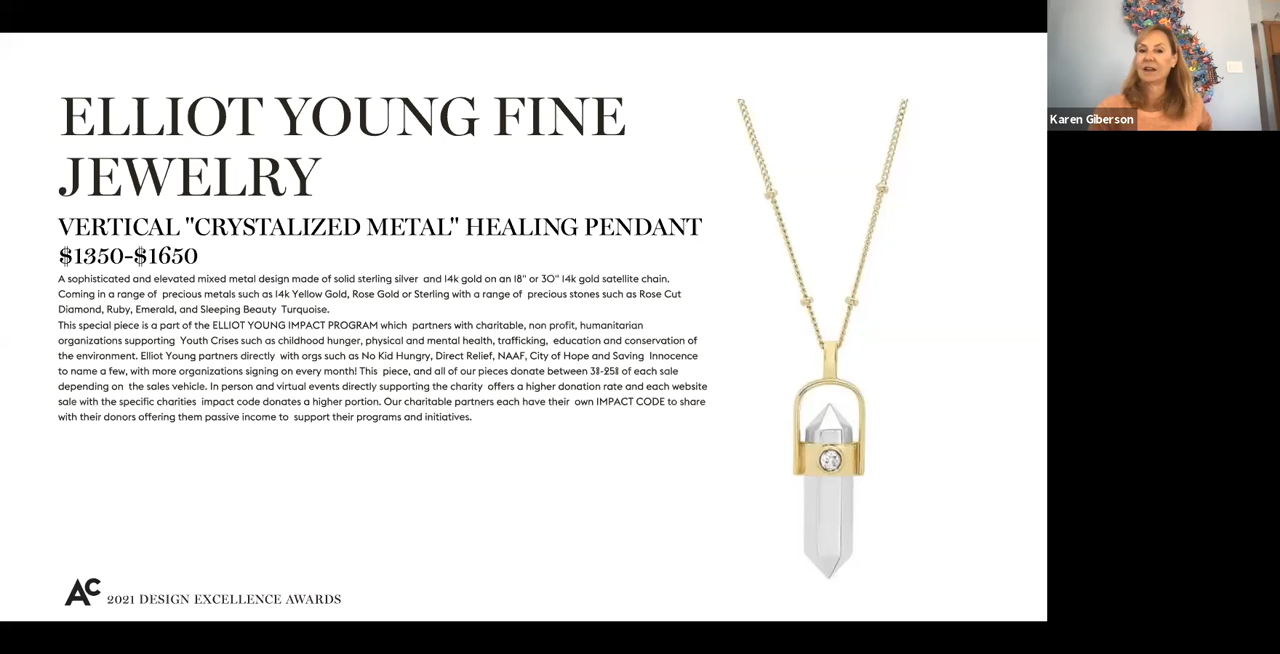 ELLIOT YOUNG FINE
JEWELRY
VERTICAL "CRYSTALIZED METAL" HEALING PENDANT
$1350-$1650
A sophisticated and elevated mixed metal design made of solid sterling silver and 14k gold on an 18" or 30" 14k gold satellite chain.
Coming in a range of precious metals such as 14k Yellow Gold, Rose Gold or Sterling with a range of precious stones such as Rose Cut
Diamond, Ruby, Emerald, and Sleeping Beauty Turquoise.
This special piece is a part of the ELLIOT YOUNG IMPACT PROGRAM which partners with charitable, non profit, humanitarian
organizations supporting Youth Crises such as childhood hunger, physical and mental health, trafficking, education and conservation of
the environment. Elliot Young partners directly with orgs such as No Kid Hungry, Direct Relief, NAAF, City of Hope and Saving Innocence
to name a few, with more organizations signing on every month! This piece, and all of our pieces donate between 3%-25% of each sale
depending on the sales vehicle. In person and virtual events directly supporting the charity offers a higher donation rate and each website
sale with the specific charities impact code donates a higher portion. Our charitable partners each have their own IMPACT CODE to share
with their donors offering them passive income to support their programs and initiatives.
AC 2021 DESIGN EXCELLENCE AWARDS
Karen Giberson